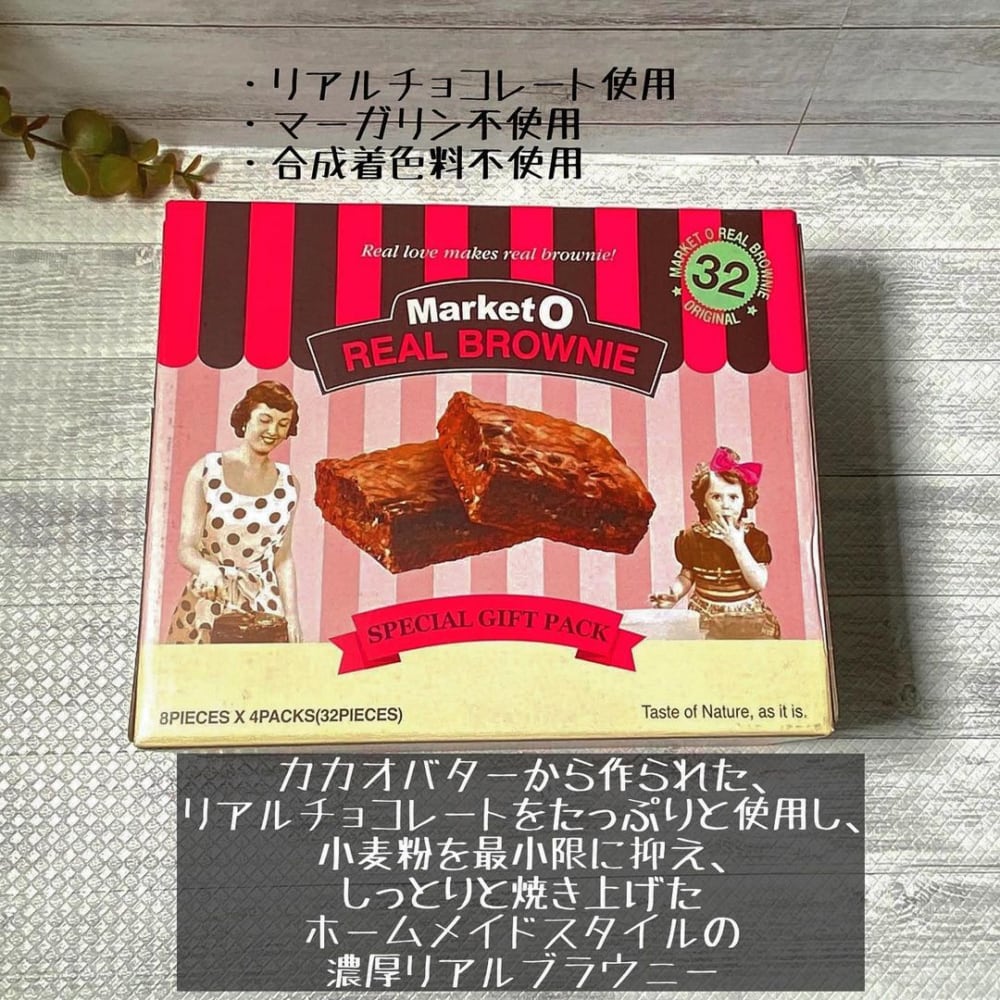 ・リアルチョコレート使用
・マーガリン不使用
・合成着色料不使用
Real love makes real brownie!
MARKET O REAL BROWNIE
32
ORIGINAL
Market O
REAL BROWNIE
SPECIAL GIFT PACK
8PIECES X 4PACKS(32PIECES)
Taste of Nature, as it is.
カカオバターから作られた、
リアルチョコレートをたっぷりと使用し、
小麦粉を最小限に抑え、
しっとりと焼き上げた
ホームメイドスタイルの
濃厚リアルブラウニー